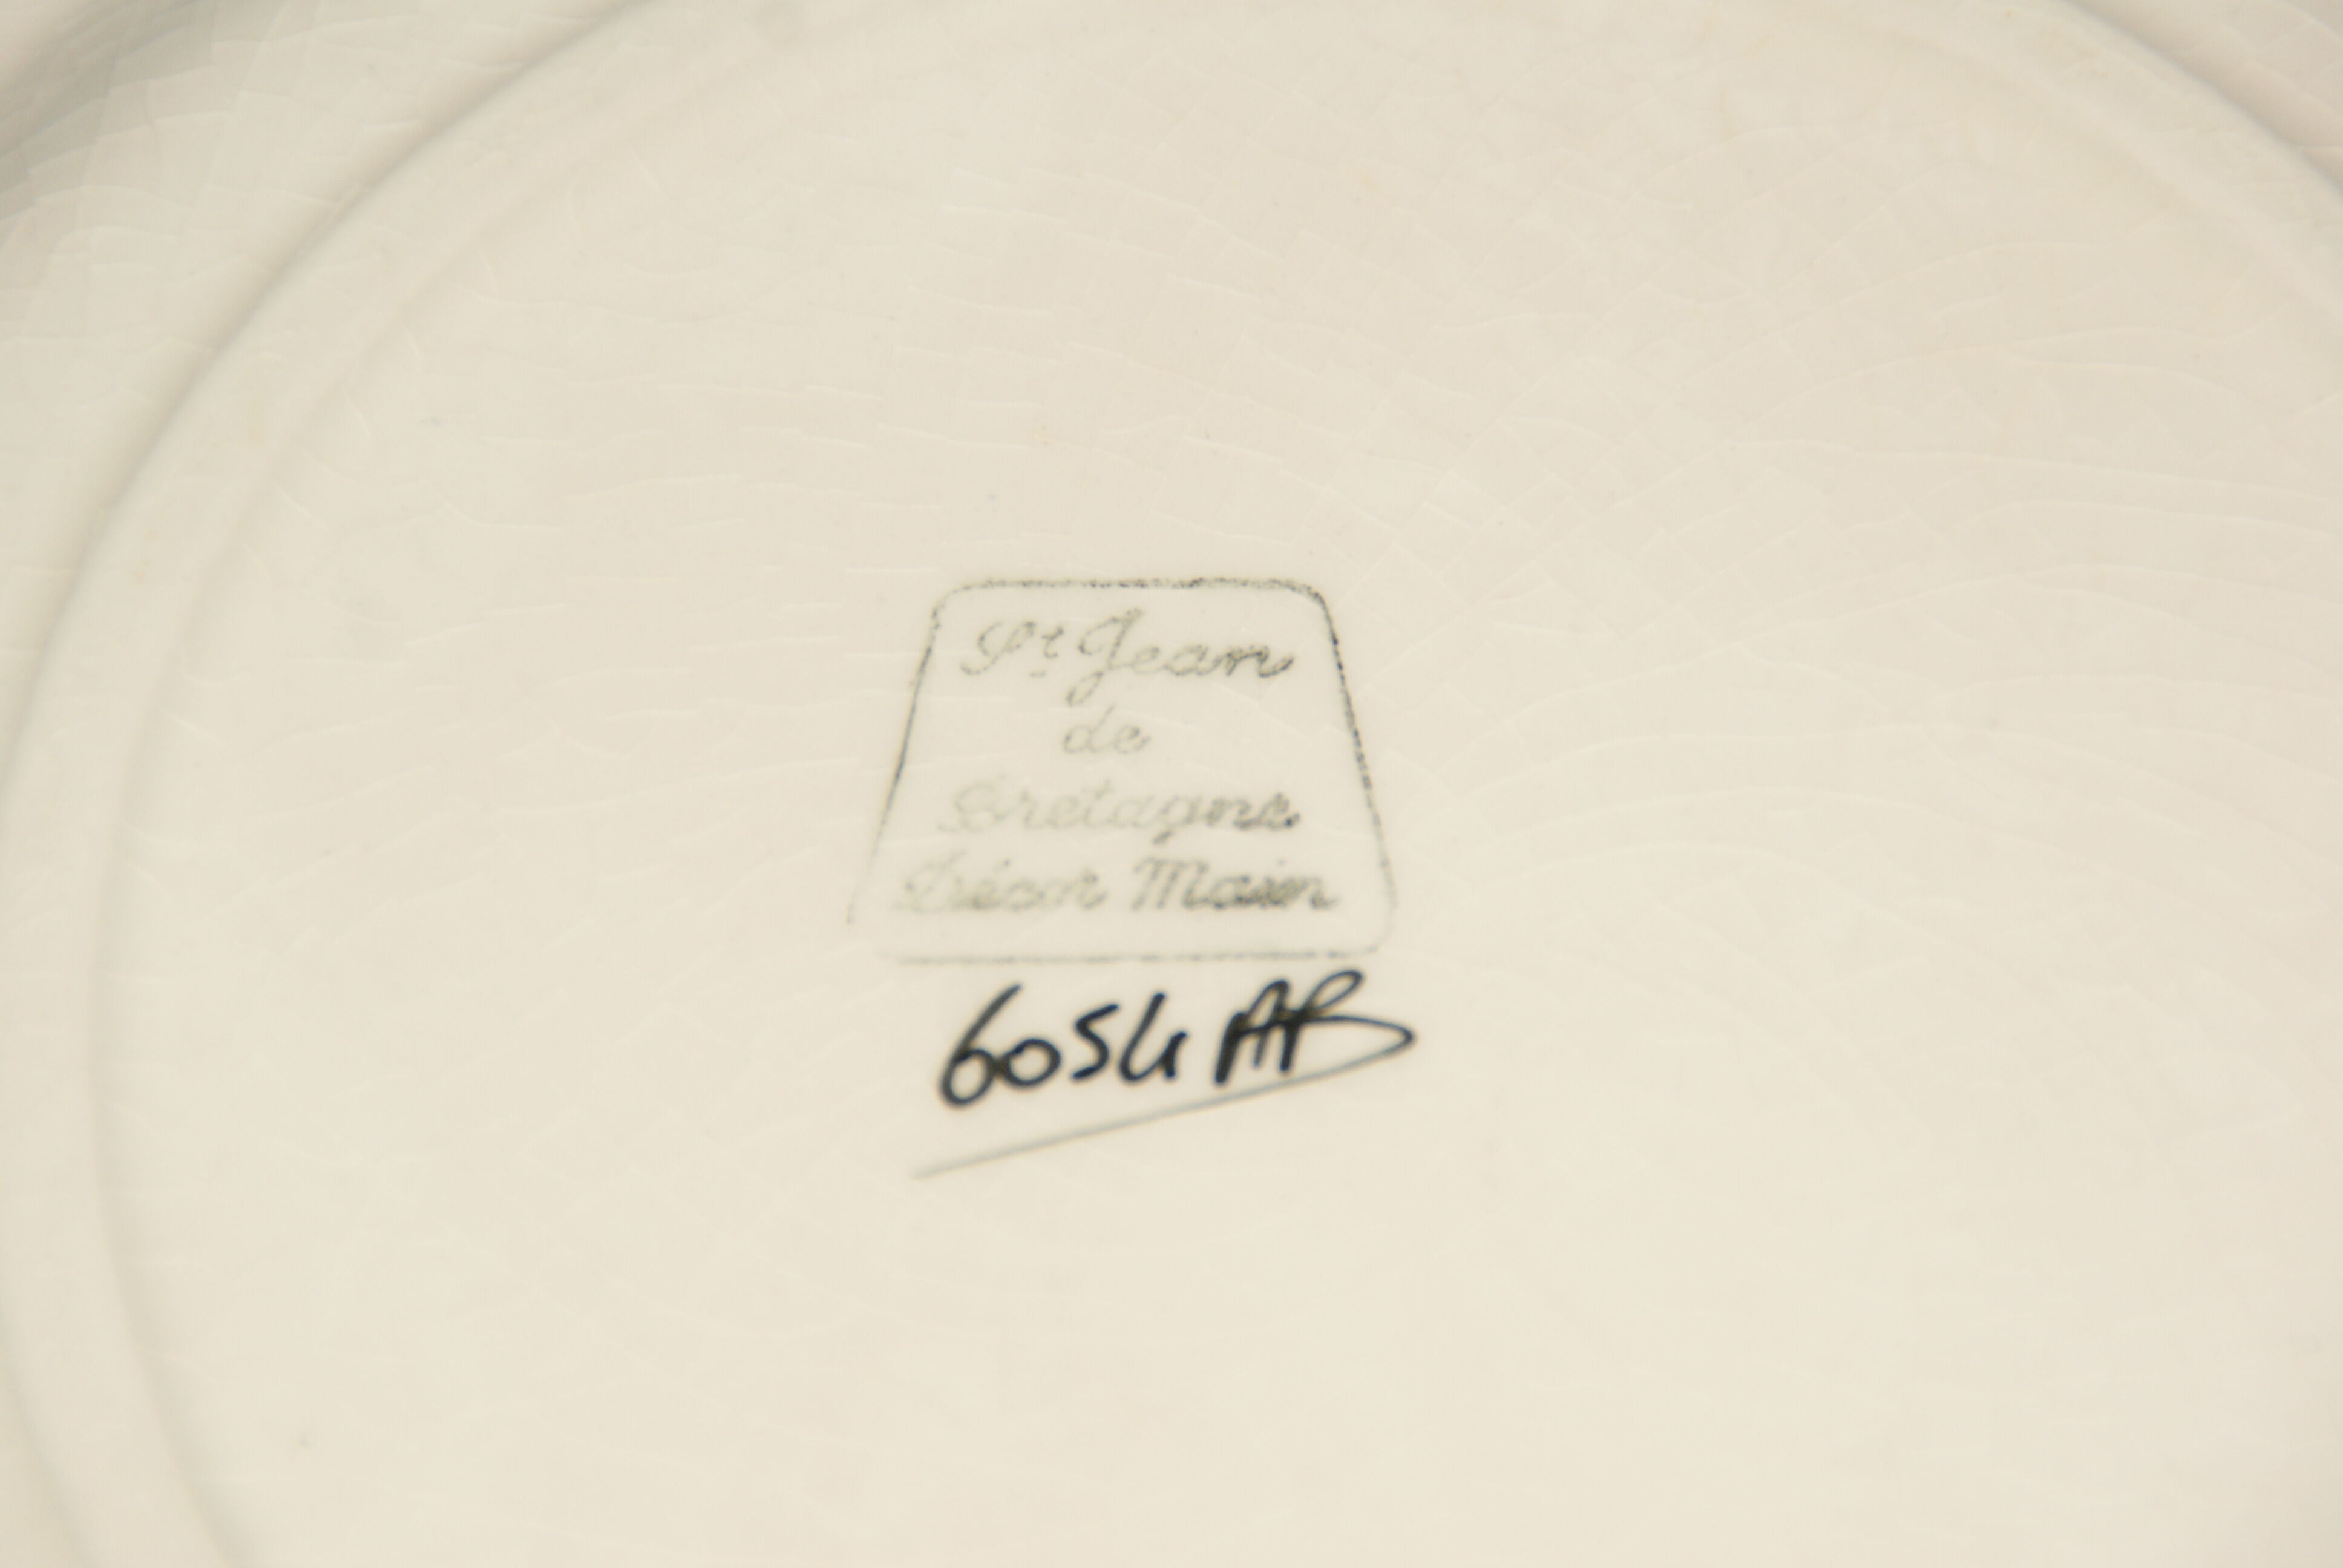 St Jean
de
Bretagne
Décor Main
6054 AB